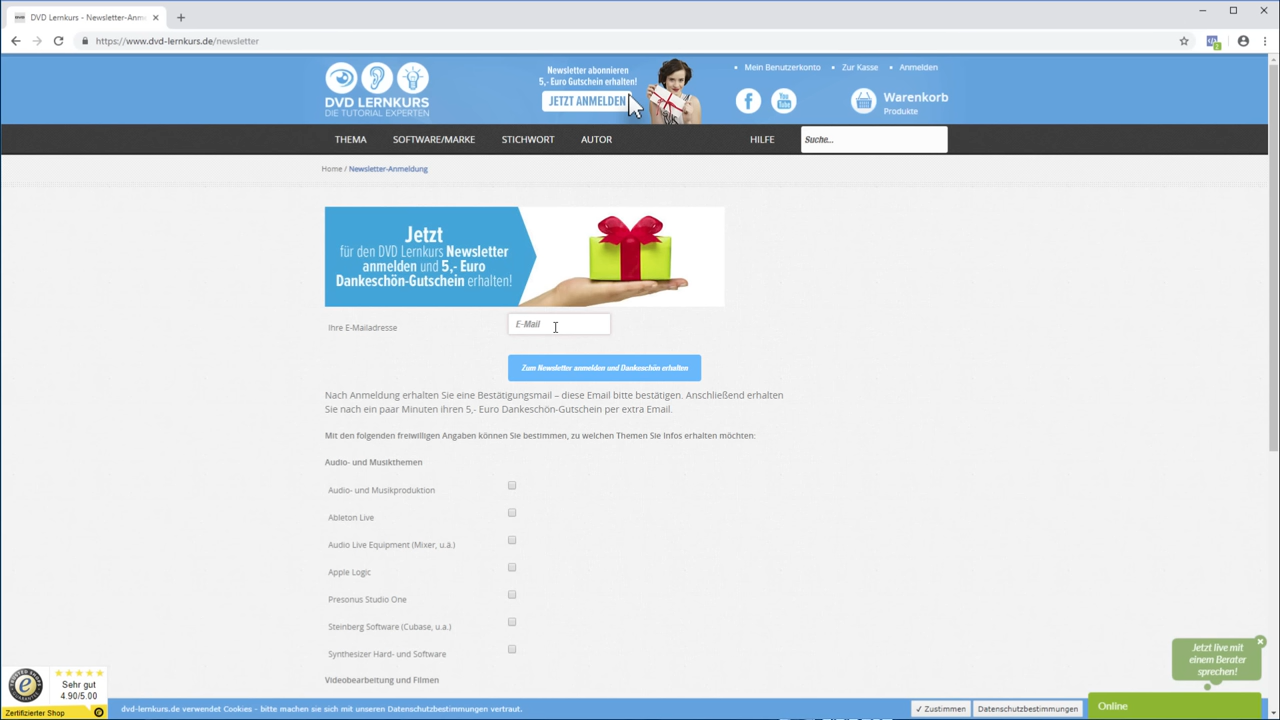 DVD Lernkurs - Newsletter-Anm
https://www.dvd-lernkurs.de/newsletter
DVD LERNKURS
DIE TUTORIAL EXPERTEN
Newsletter abonnieren
5,- Euro Gutschein erhalten!
JETZT ANMELDEN
Mein Benutzerkonto
Zur Kasse
Anmelden
f
You Tube
Warenkorb
Produkte
THEMA
SOFTWARE/MARKE
STICHWORT
AUTOR
HILFE
Suche...
Home / Newsletter-Anmeldung
Jetzt
für den DVD Lernkurs Newsletter
anmelden und 5,- Euro
Dankeschön-Gutschein erhalten!
Ihre E-Mailadresse
E-Mail
Zum Newsletter anmelden und Dankeschön erhalten
Nach Anmeldung erhalten Sie eine Bestätigungsmail – diese Email bitte bestätigen. Anschließend erhalten
Sie nach ein paar Minuten ihren 5,- Euro Dankeschön-Gutschein per extra Email.
Mit den folgenden freiwilligen Angaben können Sie bestimmen, zu welchen Themen Sie Infos erhalten möchten:
Audio- und Musikthemen
Audio- und Musikproduktion
Ableton Live
Audio Live Equipment (Mixer, u.ä.)
Apple Logic
Presonus Studio One
Steinberg Software (Cubase, u.a.)
Synthesizer Hard- und Software
Videobearbeitung und Filmen
Jetzt live mit
einem Berater
sprechen!
Sehr gut
4.90/5.00
Zertifizierter Shop
dvd-lernkurs.de verwendet Cookies - bitte machen sie sich mit unseren Datenschutzbestimmungen vertraut.
✓ Zustimmen
Datenschutzbestimmungen
Online